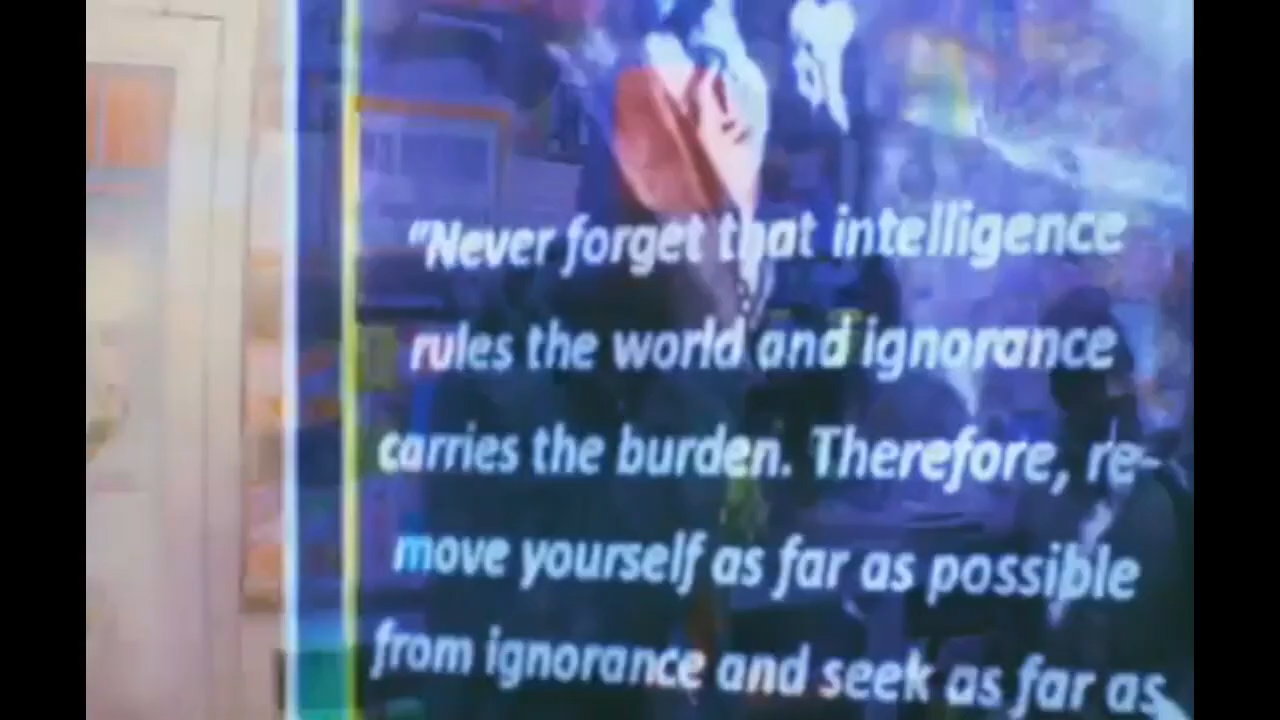 "Never forget that intelligence
rules the world and ignorance
carries the burden. Therefore, re-
move yourself as far as possible
from ignorance and seek as far as